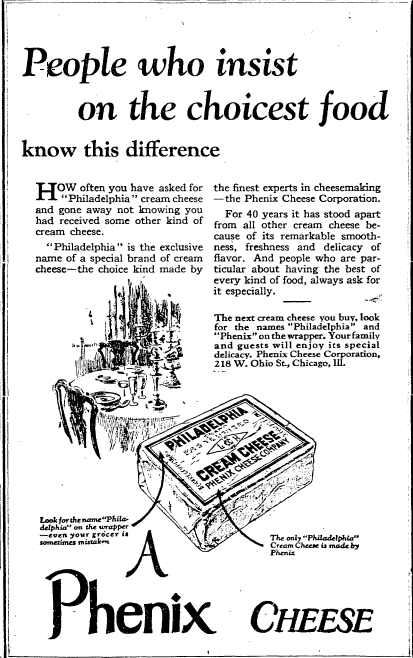 People who insist
on the choicest food
know this difference
HOW often you have asked for
"Philadelphia" cream cheese
and gone away not knowing you
had received some other kind of
cream cheese.
"Philadelphia" is the exclusive
name of a special brand of cream
cheese—the choice kind made by
the finest experts in cheesemaking
—the Phenix Cheese Corporation.
For 40 years it has stood apart
from all other cream cheese be-
cause of its remarkable smooth-
ness, freshness and delicacy of
flavor. And people who are par-
ticular about having the best of
every kind of food, always ask for
it especially.
The next cream cheese you buy, look
for the names "Philadelphia" and
"Phenix" on the wrapper. Your family
and guests will enjoy its special
delicacy. Phenix Cheese Corporation,
218 W. Ohio St., Chicago, Ill.
PHILADELPHIA
CREAM CHEESE
PHENIX CHEESE COMPANY
Look for the name "Phila-
delphia" on the wrapper
—even your grocer is
sometimes mistaken
The only "Philadelphia"
Cream Cheese is made by
Phenix
A
Phenix CHEESE